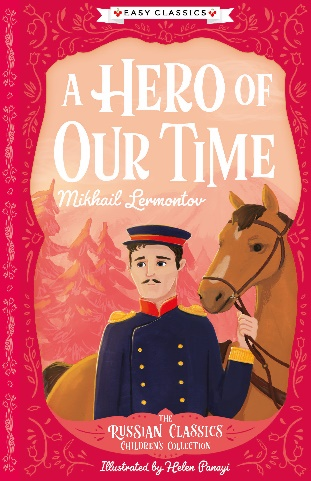 EASY CLASSICS
A HERO OF
OUR TIME
Mikhail Lermontov
THE
RUSSIAN CLASSICS
CHILDREN'S COLLECTION
Illustrated by Helen Panayi